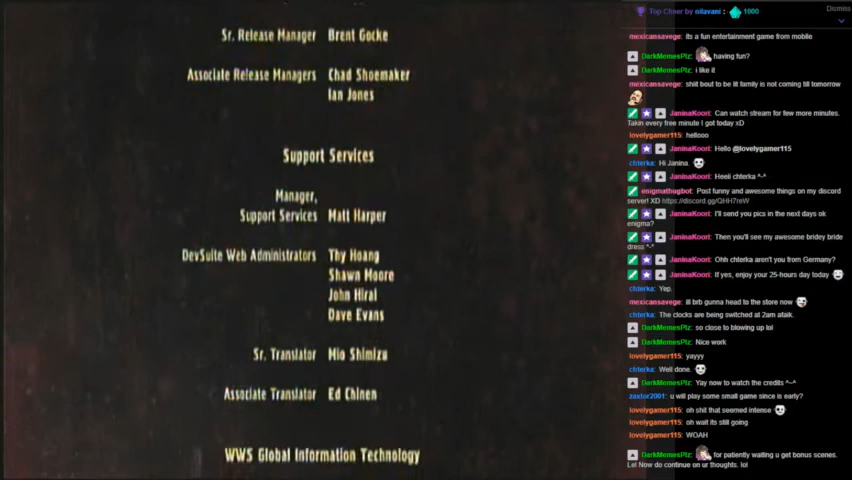 Sr. Release Manager Brent Gocke
Associate Release Managers Chad Shoemaker
Ian Jones
Support Services
Manager,
Support Services Matt Harper
DevSuite Web Administrators Thy Hoang
Shawn Moore
John Hiral
Dave Evans
Sr. Translator Mio Shimizu
Associate Translator Ed Chinen
WWS Global Information Technology
Top Cheer by nilavani : 1000
Dismiss
mexicansavege: its a fun entertainment game from mobile
DarkMemesPlz: having fun?
DarkMemesPlz: i like it
mexicansavege: shiit bout to be lit family is not coming till tomorrow
JaninaKoori: Can watch stream for few more minutes.
Takin every free minute I got today xD
lovelygamer115: hellooo
JaninaKoori: Hello @lovelygamer115
chterka: Hi Janina.
JaninaKoori: Heeii chterka ^-^
enigmathugbot: Post funny and awesome things on my discord
server! XD https://discord.gg/QHH7reW
JaninaKoori: I'll send you pics in the next days ok
enigma?
JaninaKoori: Then you'll see my awesome bridey bride
dress ^-^
JaninaKoori: Ohh chterka aren't you from Germany?
JaninaKoori: If yes, enjoy your 25-hours day today
chterka: Yep.
mexicansavege: ill brb gunna head to the store now
chterka: The clocks are being switched at 2am afaik.
DarkMemesPlz: so close to blowing up lol
DarkMemesPlz: Nice work
lovelygamer115: yayyy
chterka: Well done.
DarkMemesPlz: Yay now to watch the credits ^-^
zaxtor2001: u will play some small game since is early?
lovelygamer115: oh shit that seemed intense
lovelygamer115: oh wait its still going
lovelygamer115: WOAH
DarkMemesPlz: for patiently waiting u get bonus scenes.
Lel Now do continue on ur thoughts. lol